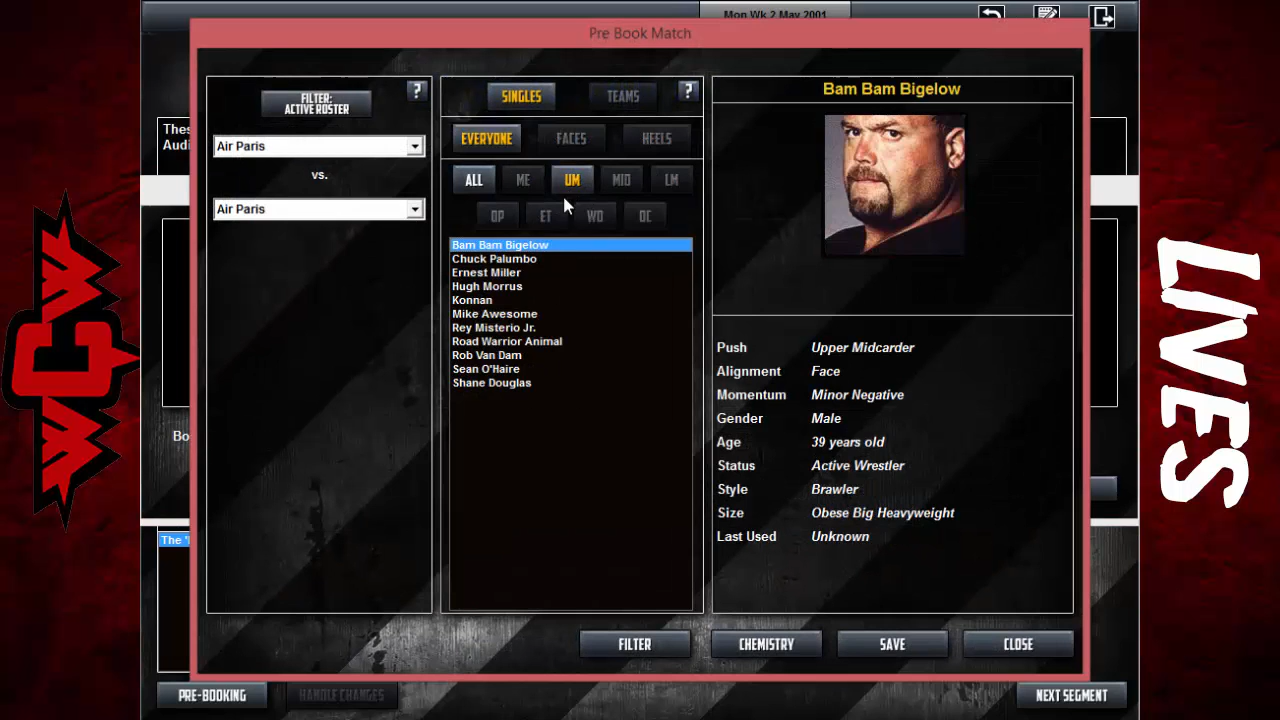 Mon Wk 2 May 2001
Pre Book Match
Thes
Audi
Bo
The '
FILTER:
ACTIVE ROSTER
?
Air Paris
vs.
Air Paris
SINGLES
TEAMS
?
EVERYONE
FACES
HEELS
ALL
ME
UM
MID
LM
OP
ET
WO
OC
Bam Bam Bigelow
Chuck Palumbo
Ernest Miller
Hugh Morrus
Konnan
Mike Awesome
Rey Misterio Jr.
Road Warrior Animal
Rob Van Dam
Sean O'Haire
Shane Douglas
Bam Bam Bigelow
Push Upper Midcarder
Alignment Face
Momentum Minor Negative
Gender Male
Age 39 years old
Status Active Wrestler
Style Brawler
Size Obese Big Heavyweight
Last Used Unknown
FILTER
CHEMISTRY
SAVE
CLOSE
PRE-BOOKING
HANDLE CHANGES
NEXT SEGMENT
WCW
LIVES